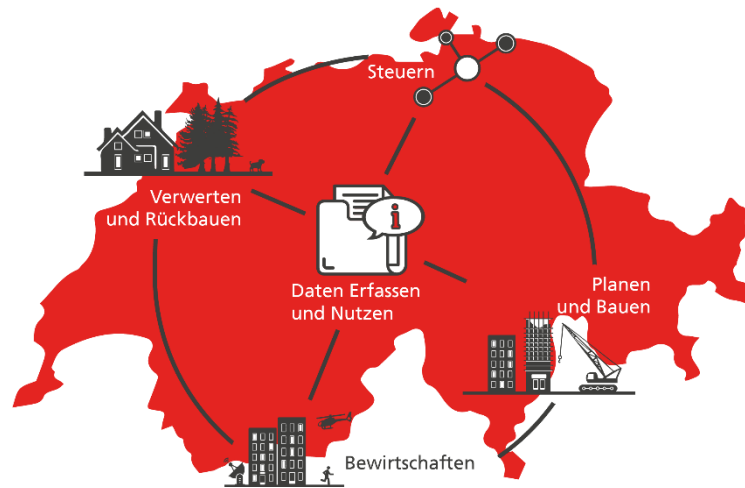 Steuern
Verwerten
und Rückbauen
i
Daten Erfassen
und Nutzen
Planen
und Bauen
Bewirtschaften